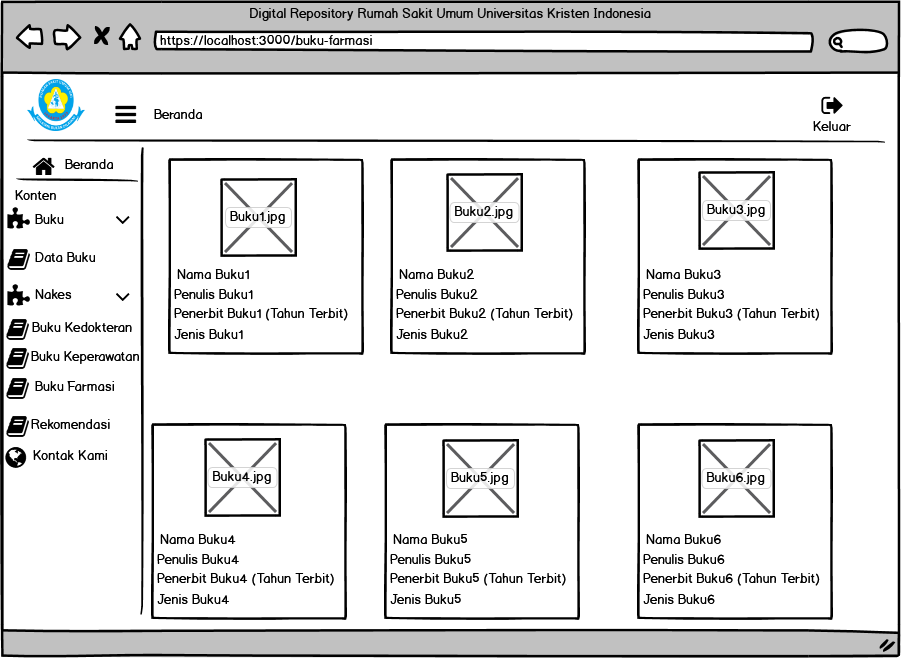 Digital Repository Rumah Sakit Umum Universitas Kristen Indonesia
https://localhost:3000/buku-farmasi
Beranda
Keluar
Beranda
Konten
Buku
Data Buku
Nakes
Buku Kedokteran
Buku Keperawatan
Buku Farmasi
Rekomendasi
Kontak Kami
Buku1.jpg
Nama Buku1
Penulis Buku1
Penerbit Buku1 (Tahun Terbit)
Jenis Buku1
Buku2.jpg
Nama Buku2
Penulis Buku2
Penerbit Buku2 (Tahun Terbit)
Jenis Buku2
Buku3.jpg
Nama Buku3
Penulis Buku3
Penerbit Buku3 (Tahun Terbit)
Jenis Buku3
Buku4.jpg
Nama Buku4
Penulis Buku4
Penerbit Buku4 (Tahun Terbit)
Jenis Buku4
Buku5.jpg
Nama Buku5
Penulis Buku5
Penerbit Buku5 (Tahun Terbit)
Jenis Buku5
Buku6.jpg
Nama Buku6
Penulis Buku6
Penerbit Buku6 (Tahun Terbit)
Jenis Buku6